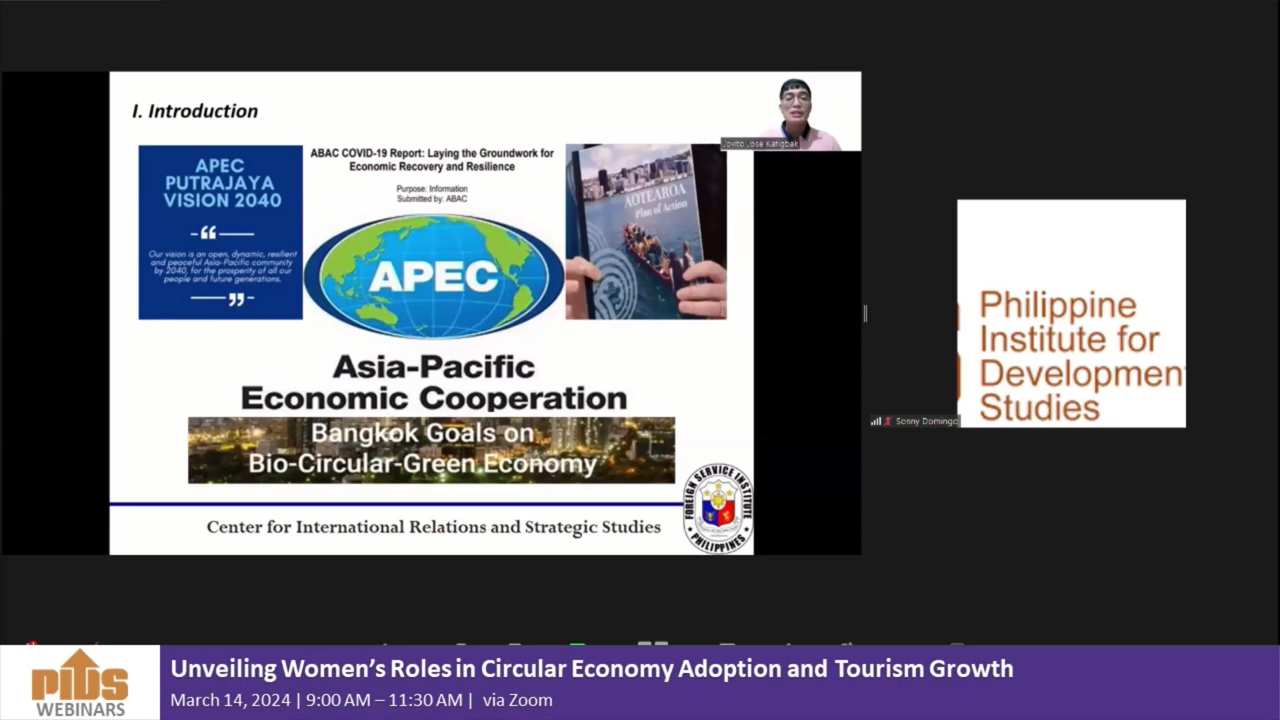 I. Introduction
APEC
PUTRAJAYA
VISION 2040
Our vision is an open, dynamic, resilient
and peaceful Asia-Pacific community
by 2040, for the prosperity of all our
people and future generations.
ABAC COVID-19 Report: Laying the Groundwork for
Economic Recovery and Resilience
Purpose: Information
Submitted by: ABAC
APEC
AOTEAROA
Plan of Action
Jovito Jose Katigbak
Asia-Pacific
Economic Cooperation
Bangkok Goals on
Bio-Circular-Green Economy
Center for International Relations and Strategic Studies
FOREIGN SERVICE INSTITUTE
PHILIPPINES
Philippine
Institute for
Developmen
Studies
Sonny Domingo
PIDS
WEBINARS
Unveiling Women's Roles in Circular Economy Adoption and Tourism Growth
March 14, 2024 | 9:00 AM – 11:30 AM | via Zoom